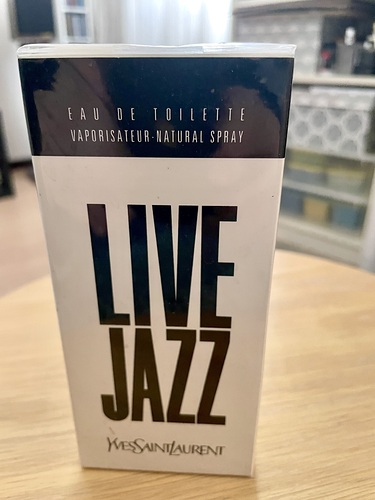 EAU DE TOILETTE
VAPORISATEUR·NATURAL SPRAY
LIVE
JAZZ
YVESSAINTLAURENT